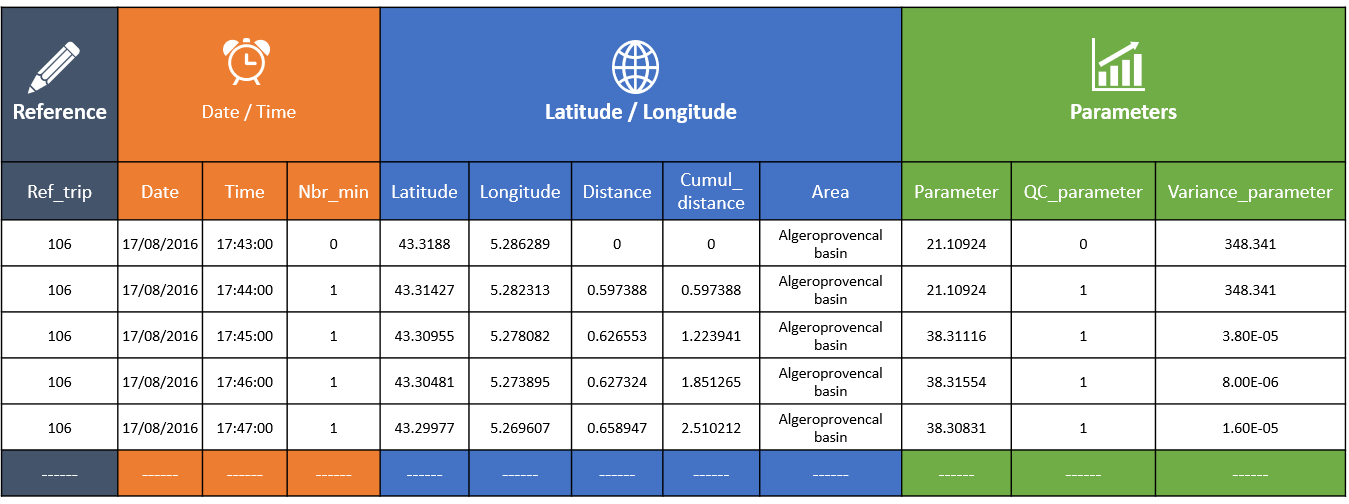 Reference Date / Time Latitude / Longitude Parameters
Ref_trip Date Time Nbr_min Latitude Longitude Distance Cumul_ distance Area Parameter QC_parameter Variance_parameter
106 17/08/2016 17:43:00 0 43.3188 5.286289 0 0 Algeroprovencal basin 21.10924 0 348.341
106 17/08/2016 17:44:00 1 43.31427 5.282313 0.597388 0.597388 Algeroprovencal basin 21.10924 1 348.341
106 17/08/2016 17:45:00 1 43.30955 5.278082 0.626553 1.223941 Algeroprovencal basin 38.31116 1 3.80E-05
106 17/08/2016 17:46:00 1 43.30481 5.273895 0.627324 1.851265 Algeroprovencal basin 38.31554 1 8.00E-06
106 17/08/2016 17:47:00 1 43.29977 5.269607 0.658947 2.510212 Algeroprovencal basin 38.30831 1 1.60E-05
------ ------ ------ ------ ------ ------ ------ ------ ------ ------ ------ ------